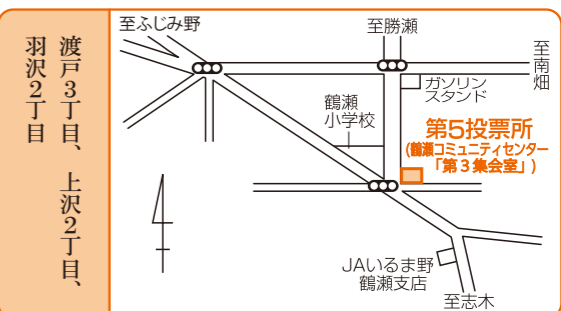 渡戸3丁目、上沢2丁目、
羽沢2丁目
至ふじみ野
至勝瀬
至南畑
ガソリン
スタンド
鶴瀬
小学校
第5投票所
(鶴瀬コミュニティセンター
「第3集会室」)
JAいるま野
鶴瀬支店
至志木